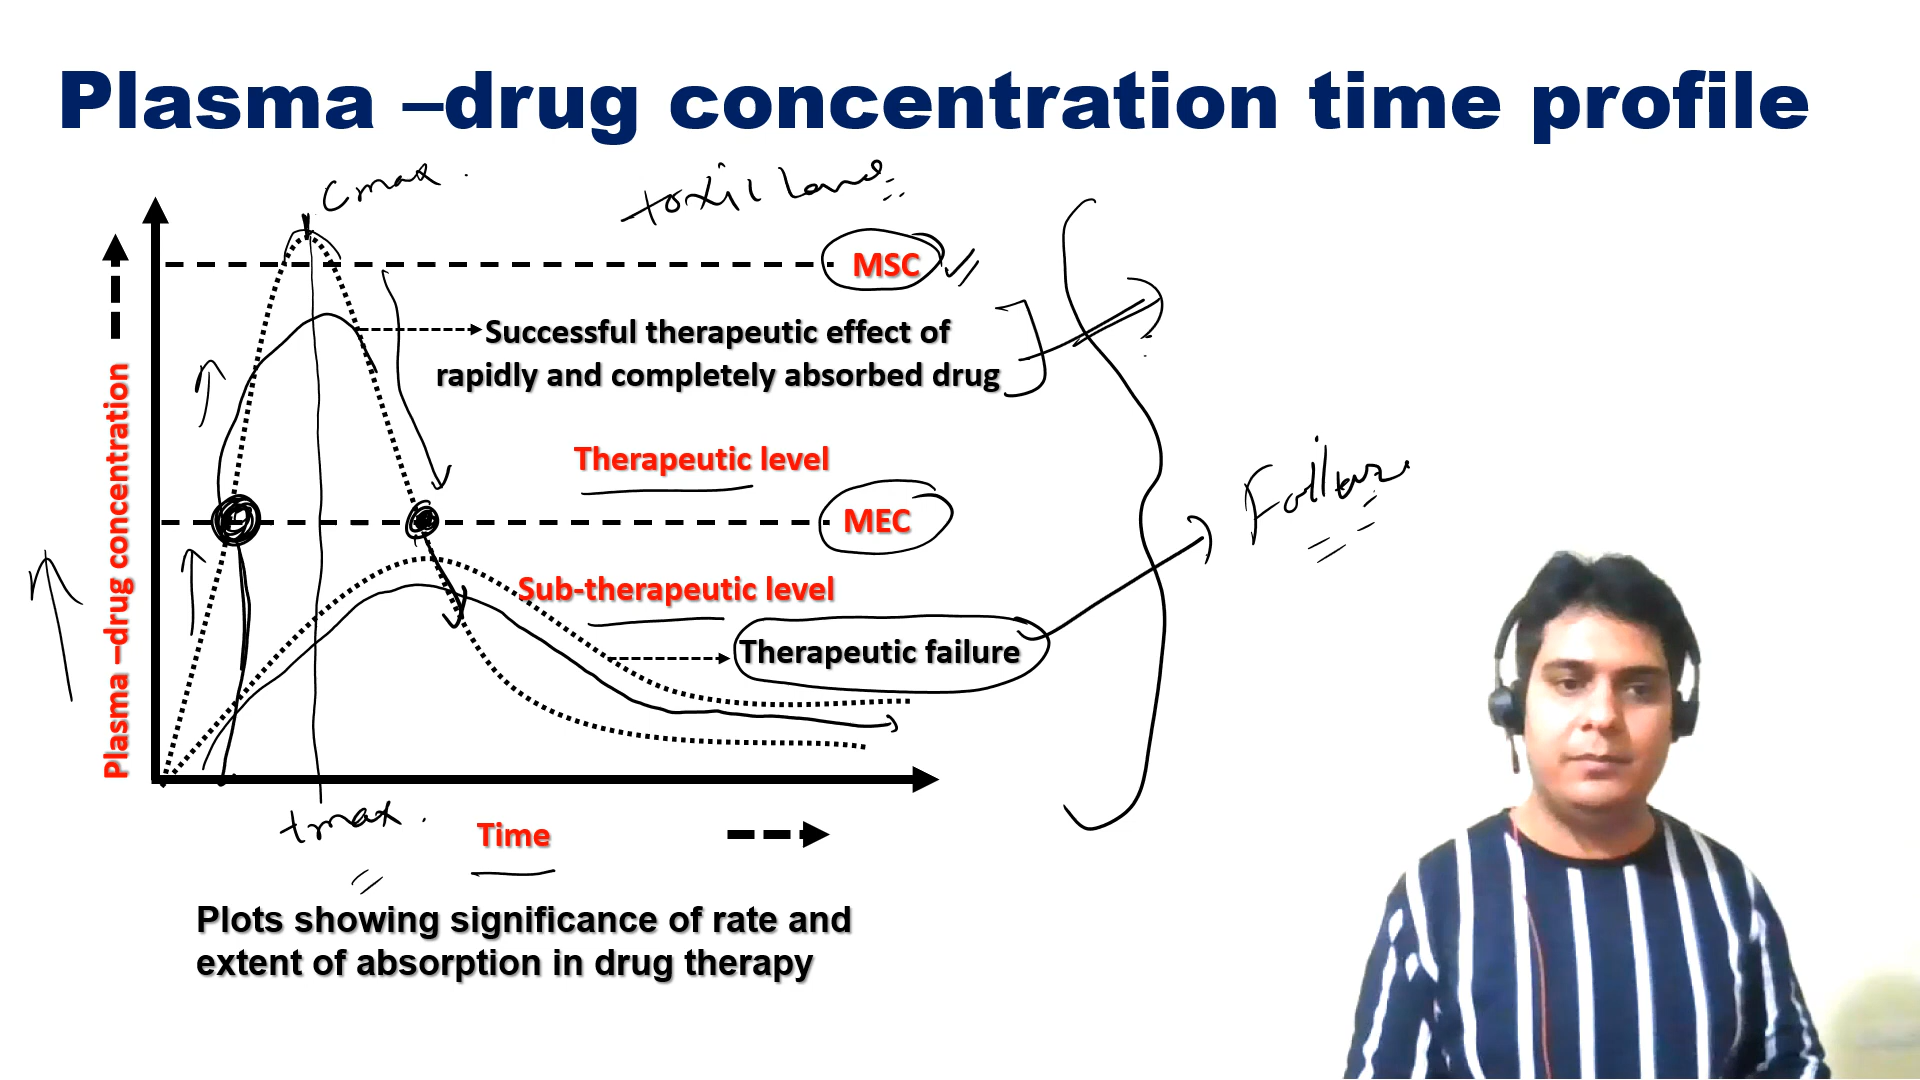 Plasma –drug concentration time profile
Cmax.
toxic
MSC
Successful therapeutic effect of
rapidly and completely absorbed drug
Therapeutic level
MEC
Sub-therapeutic level
Therapeutic failure
Plasma –drug concentration
tmax.
Time
Plots showing significance of rate and
extent of absorption in drug therapy